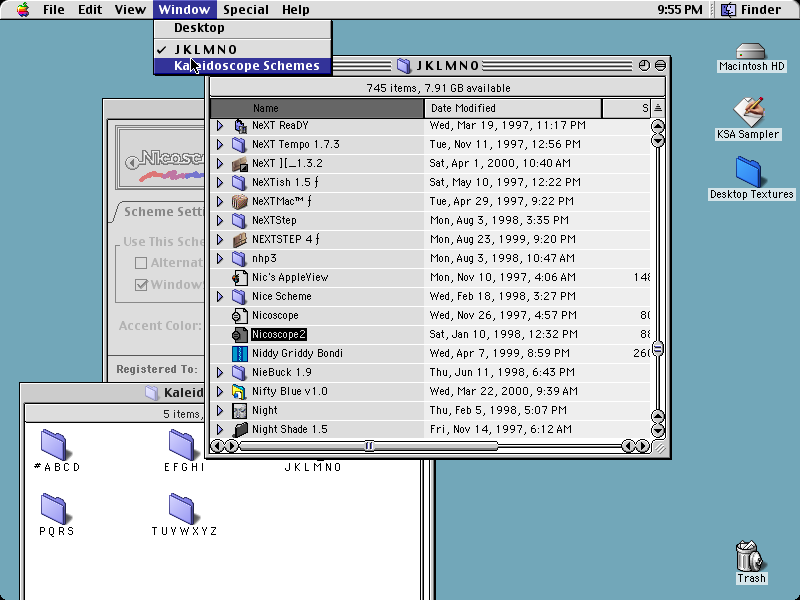 File Edit View Window Special Help 9:55 PM Finder
Desktop
✓ JKLMNO
Kaleidoscope Schemes
JKLMNO
745 items, 7.91 GB available
Name Date Modified S
NeXT ReaDY Wed, Mar 19, 1997, 11:17 PM
NeXT Tempo 1.7.3 Tue, Nov 11, 1997, 12:56 PM
NeXT ][_1.3.2 Sat, Apr 1, 2000, 10:40 AM
NeXTish 1.5 ƒ Sat, May 10, 1997, 12:22 PM
NeXTMac™ ƒ Tue, Apr 29, 1997, 9:22 PM
NeXTStep Mon, Aug 3, 1998, 3:35 PM
NEXTSTEP 4 ƒ Mon, Aug 23, 1999, 9:20 PM
nhp3 Mon, Aug 3, 1998, 10:47 AM
Nic's AppleView Mon, Nov 10, 1997, 4:06 AM 148
Nice Scheme Wed, Feb 18, 1998, 3:27 PM
Nicoscope Wed, Nov 26, 1997, 4:57 PM 80
Nicoscope2 Sat, Jan 10, 1998, 12:32 PM 88
Niddy Griddy Bondi Wed, Apr 7, 1999, 8:59 PM 260
NieBuck 1.9 Thu, Jun 11, 1998, 6:43 PM
Nifty Blue v1.0 Wed, Mar 22, 2000, 9:39 AM
Night Thu, Feb 5, 1998, 5:07 PM
Night Shade 1.5 Fri, Nov 14, 1997, 6:12 AM
Nicosc
Scheme Setti
Use This Sche
Alternat
Window
Accent Color:
Registered To:
Kaleid
5 items,
#ABCD EFGHI JKLMNO
PQRS TUVWXYZ
Macintosh HD
KSA Sampler
Desktop Textures
Trash